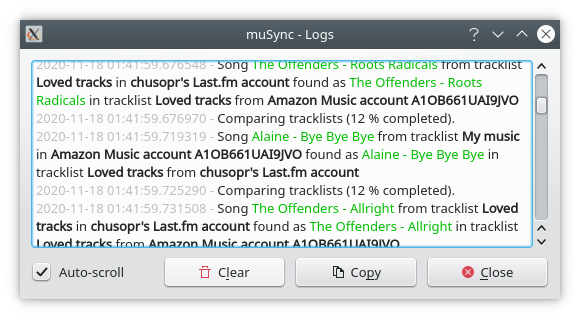 muSync - Logs
2020-11-18 01:41:59.676548 - Song The Offenders - Roots Radicals from tracklist
Loved tracks in chusopr's Last.fm account found as The Offenders - Roots
Radicals in tracklist Loved tracks from Amazon Music account A1OB661UAI9JVO
2020-11-18 01:41:59.676970 - Comparing tracklists (12 % completed).
2020-11-18 01:41:59.719319 - Song Alaine - Bye Bye Bye from tracklist My music
in Amazon Music account A1OB661UAI9JVO found as Alaine - Bye Bye Bye in
tracklist Loved tracks from chusopr's Last.fm account
2020-11-18 01:41:59.725290 - Comparing tracklists (12 % completed).
2020-11-18 01:41:59.731508 - Song The Offenders - Allright from tracklist Loved
tracks in chusopr's Last.fm account found as The Offenders - Allright in tracklist
Loved tracks from Amazon Music account A1OB661UAI9JVO
Auto-scroll Clear Copy Close